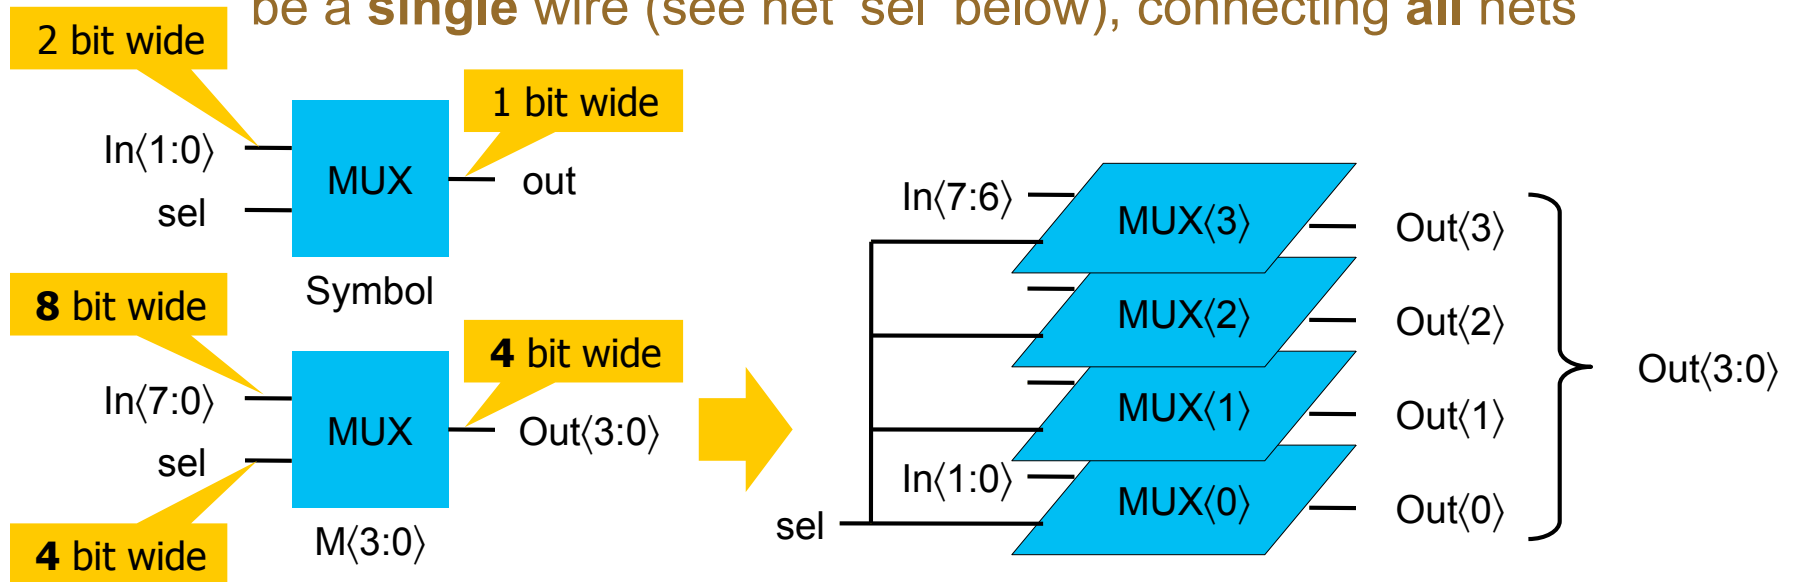 be a single wire (see net sel below), connecting all nets
2 bit wide
1 bit wide
In⟨1:0⟩
MUX
out
sel
Symbol
8 bit wide
4 bit wide
In⟨7:0⟩
MUX
Out⟨3:0⟩
sel
4 bit wide
M⟨3:0⟩
In⟨7:6⟩
MUX⟨3⟩
Out⟨3⟩
MUX⟨2⟩
Out⟨2⟩
MUX⟨1⟩
Out⟨1⟩
In⟨1:0⟩
MUX⟨0⟩
Out⟨0⟩
sel
Out⟨3:0⟩